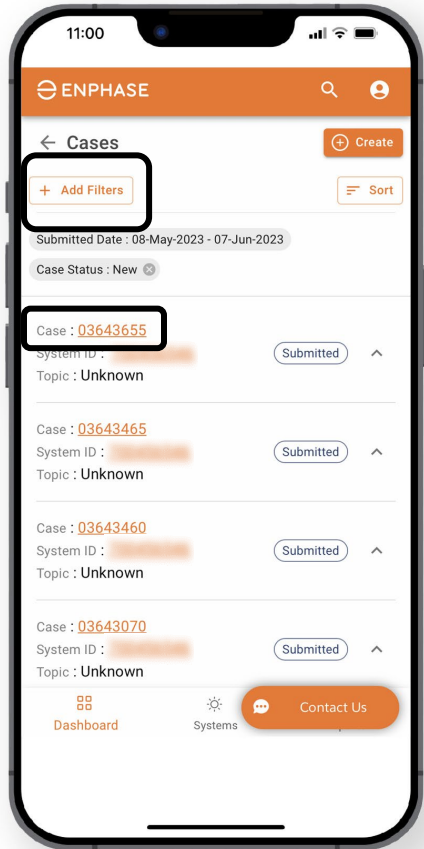 11:00
ENPHASE
Cases
Create
+ Add Filters
Sort
Submitted Date : 08-May-2023 - 07-Jun-2023
Case Status : New
Case : 03643655
System ID :
Submitted
Topic : Unknown
Case : 03643465
System ID :
Submitted
Topic : Unknown
Case : 03643460
System ID :
Submitted
Topic : Unknown
Case : 03643070
System ID :
Submitted
Topic : Unknown
Dashboard
Systems
Contact Us